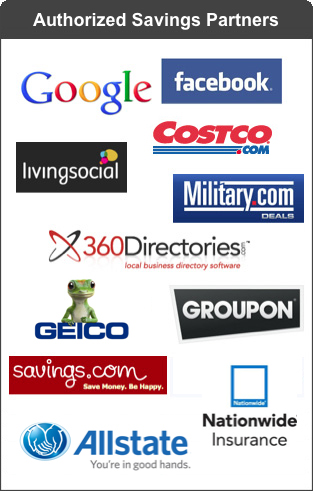 Authorized Savings Partners
Google
facebook
COSTCO
.COM
livingsocial
Military.com
DEALS
360Directories.com™
local business directory software
GEICO
GROUPON
savings.com
Save Money. Be Happy.
Nationwide
Nationwide
Insurance
Allstate
You're in good hands.